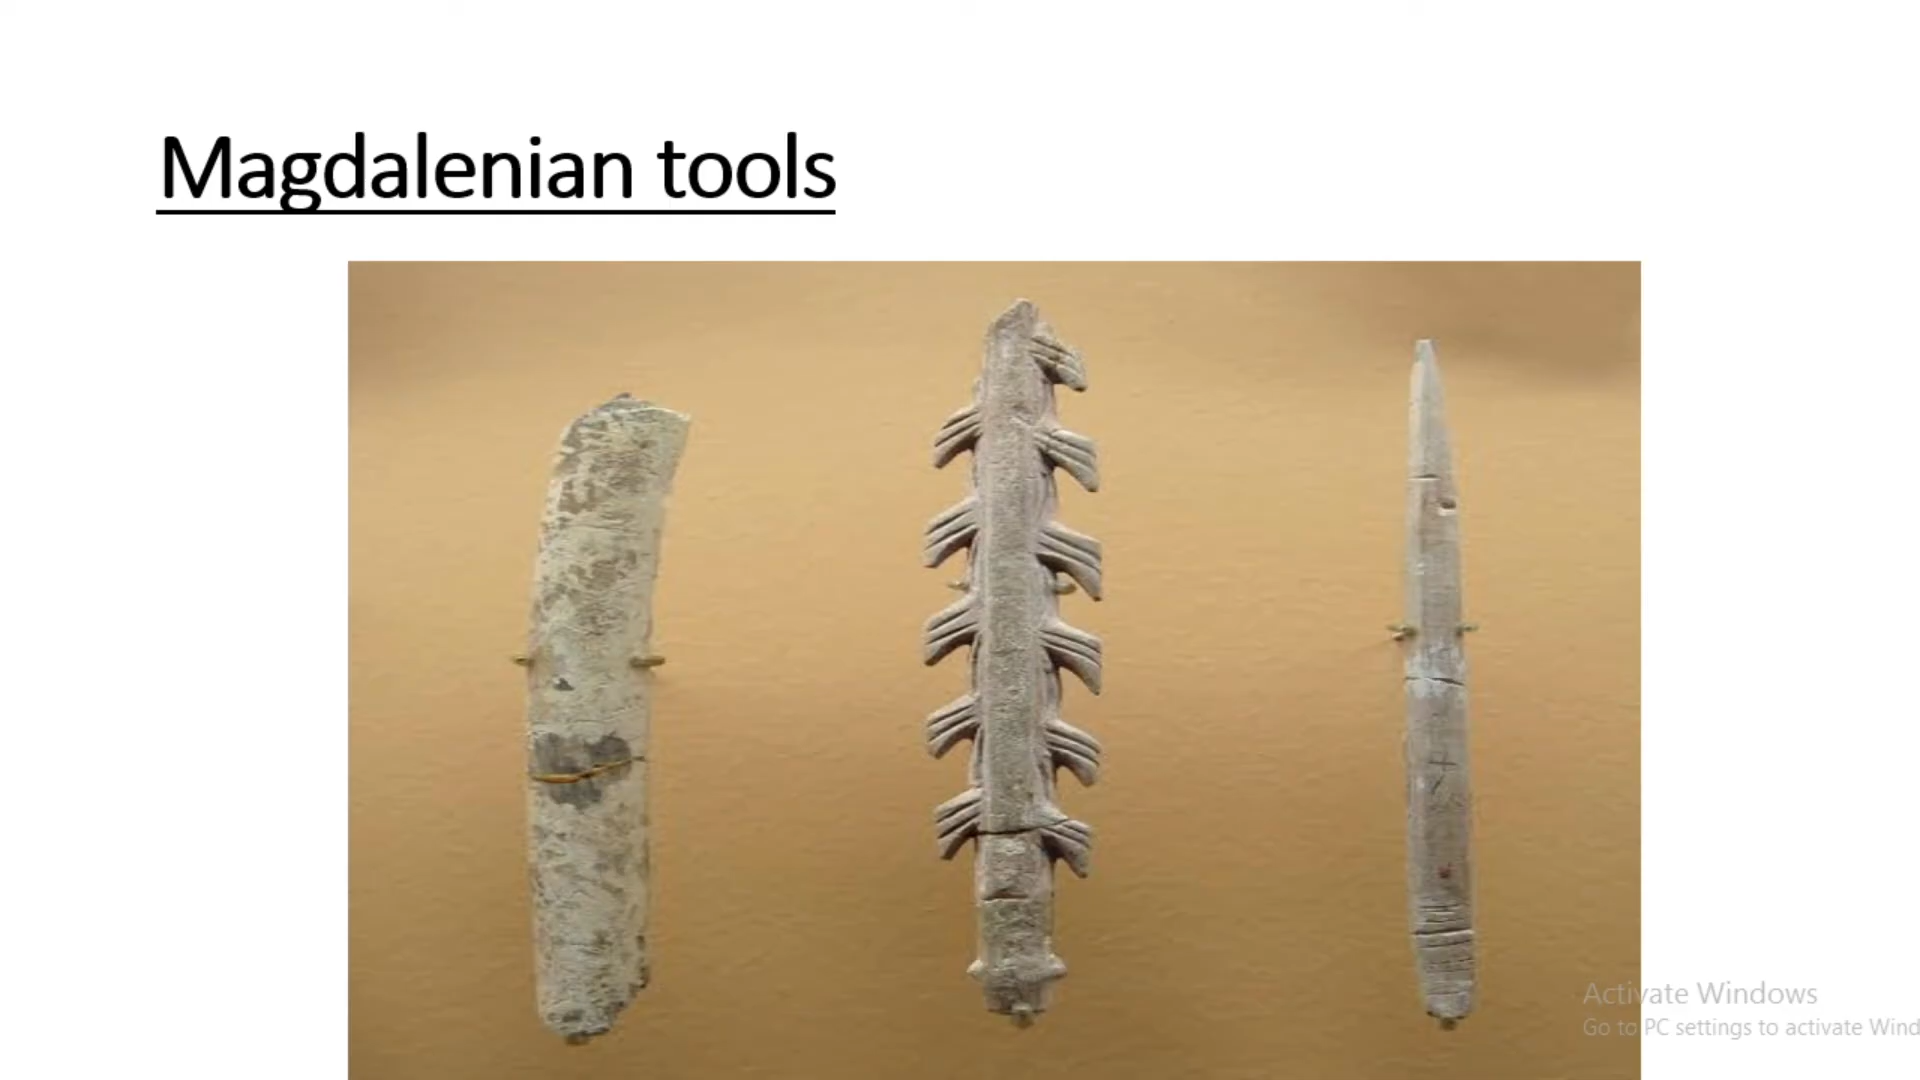 Magdalenian tools
Activate Windows
Go to PC settings to activate Wind